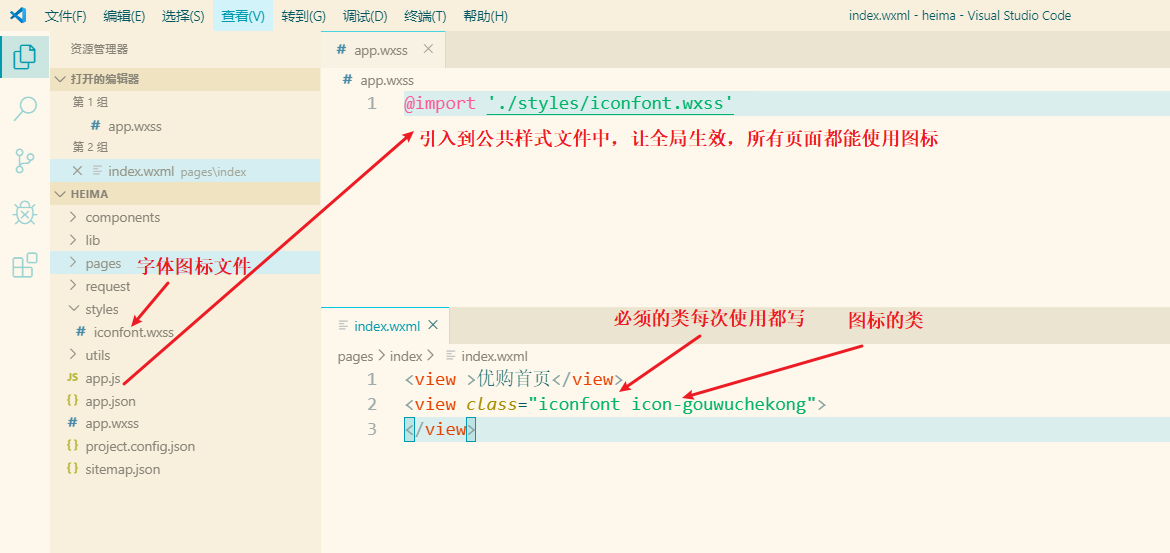 文件(F) 编辑(E) 选择(S) 查看(V) 转到(G) 调试(D) 终端(T) 帮助(H) index.wxml - heima - Visual Studio Code
资源管理器
打开的编辑器
第 1 组
# app.wxss
第 2 组
index.wxml pages\index
HEIMA
components
lib
pages
字体图标文件
request
styles
# iconfont.wxss
utils
JS app.js
{} app.json
# app.wxss
{} project.config.json
{} sitemap.json
# app.wxss
# app.wxss
1 @import './styles/iconfont.wxss'
引入到公共样式文件中，让全局生效，所有页面都能使用图标
index.wxml
必须的类每次使用都写 图标的类
pages > index > index.wxml
1 <view >优购首页</view>
2 <view class="iconfont icon-gouwuchekong">
3 </view>